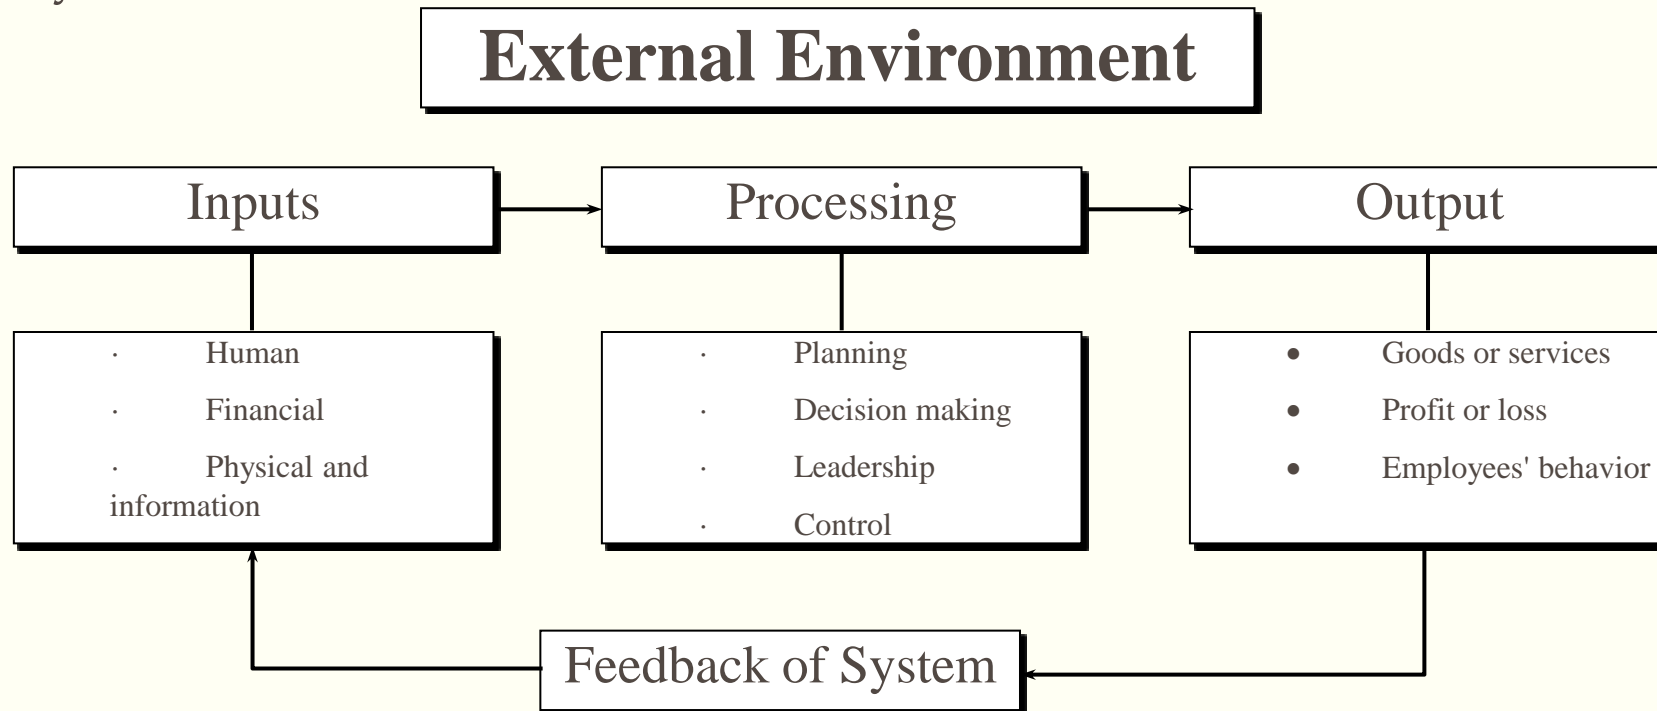 External Environment
Inputs
Processing
Output
· Human
· Financial
· Physical and
information
· Planning
· Decision making
· Leadership
· Control
• Goods or services
• Profit or loss
• Employees' behavior
Feedback of System